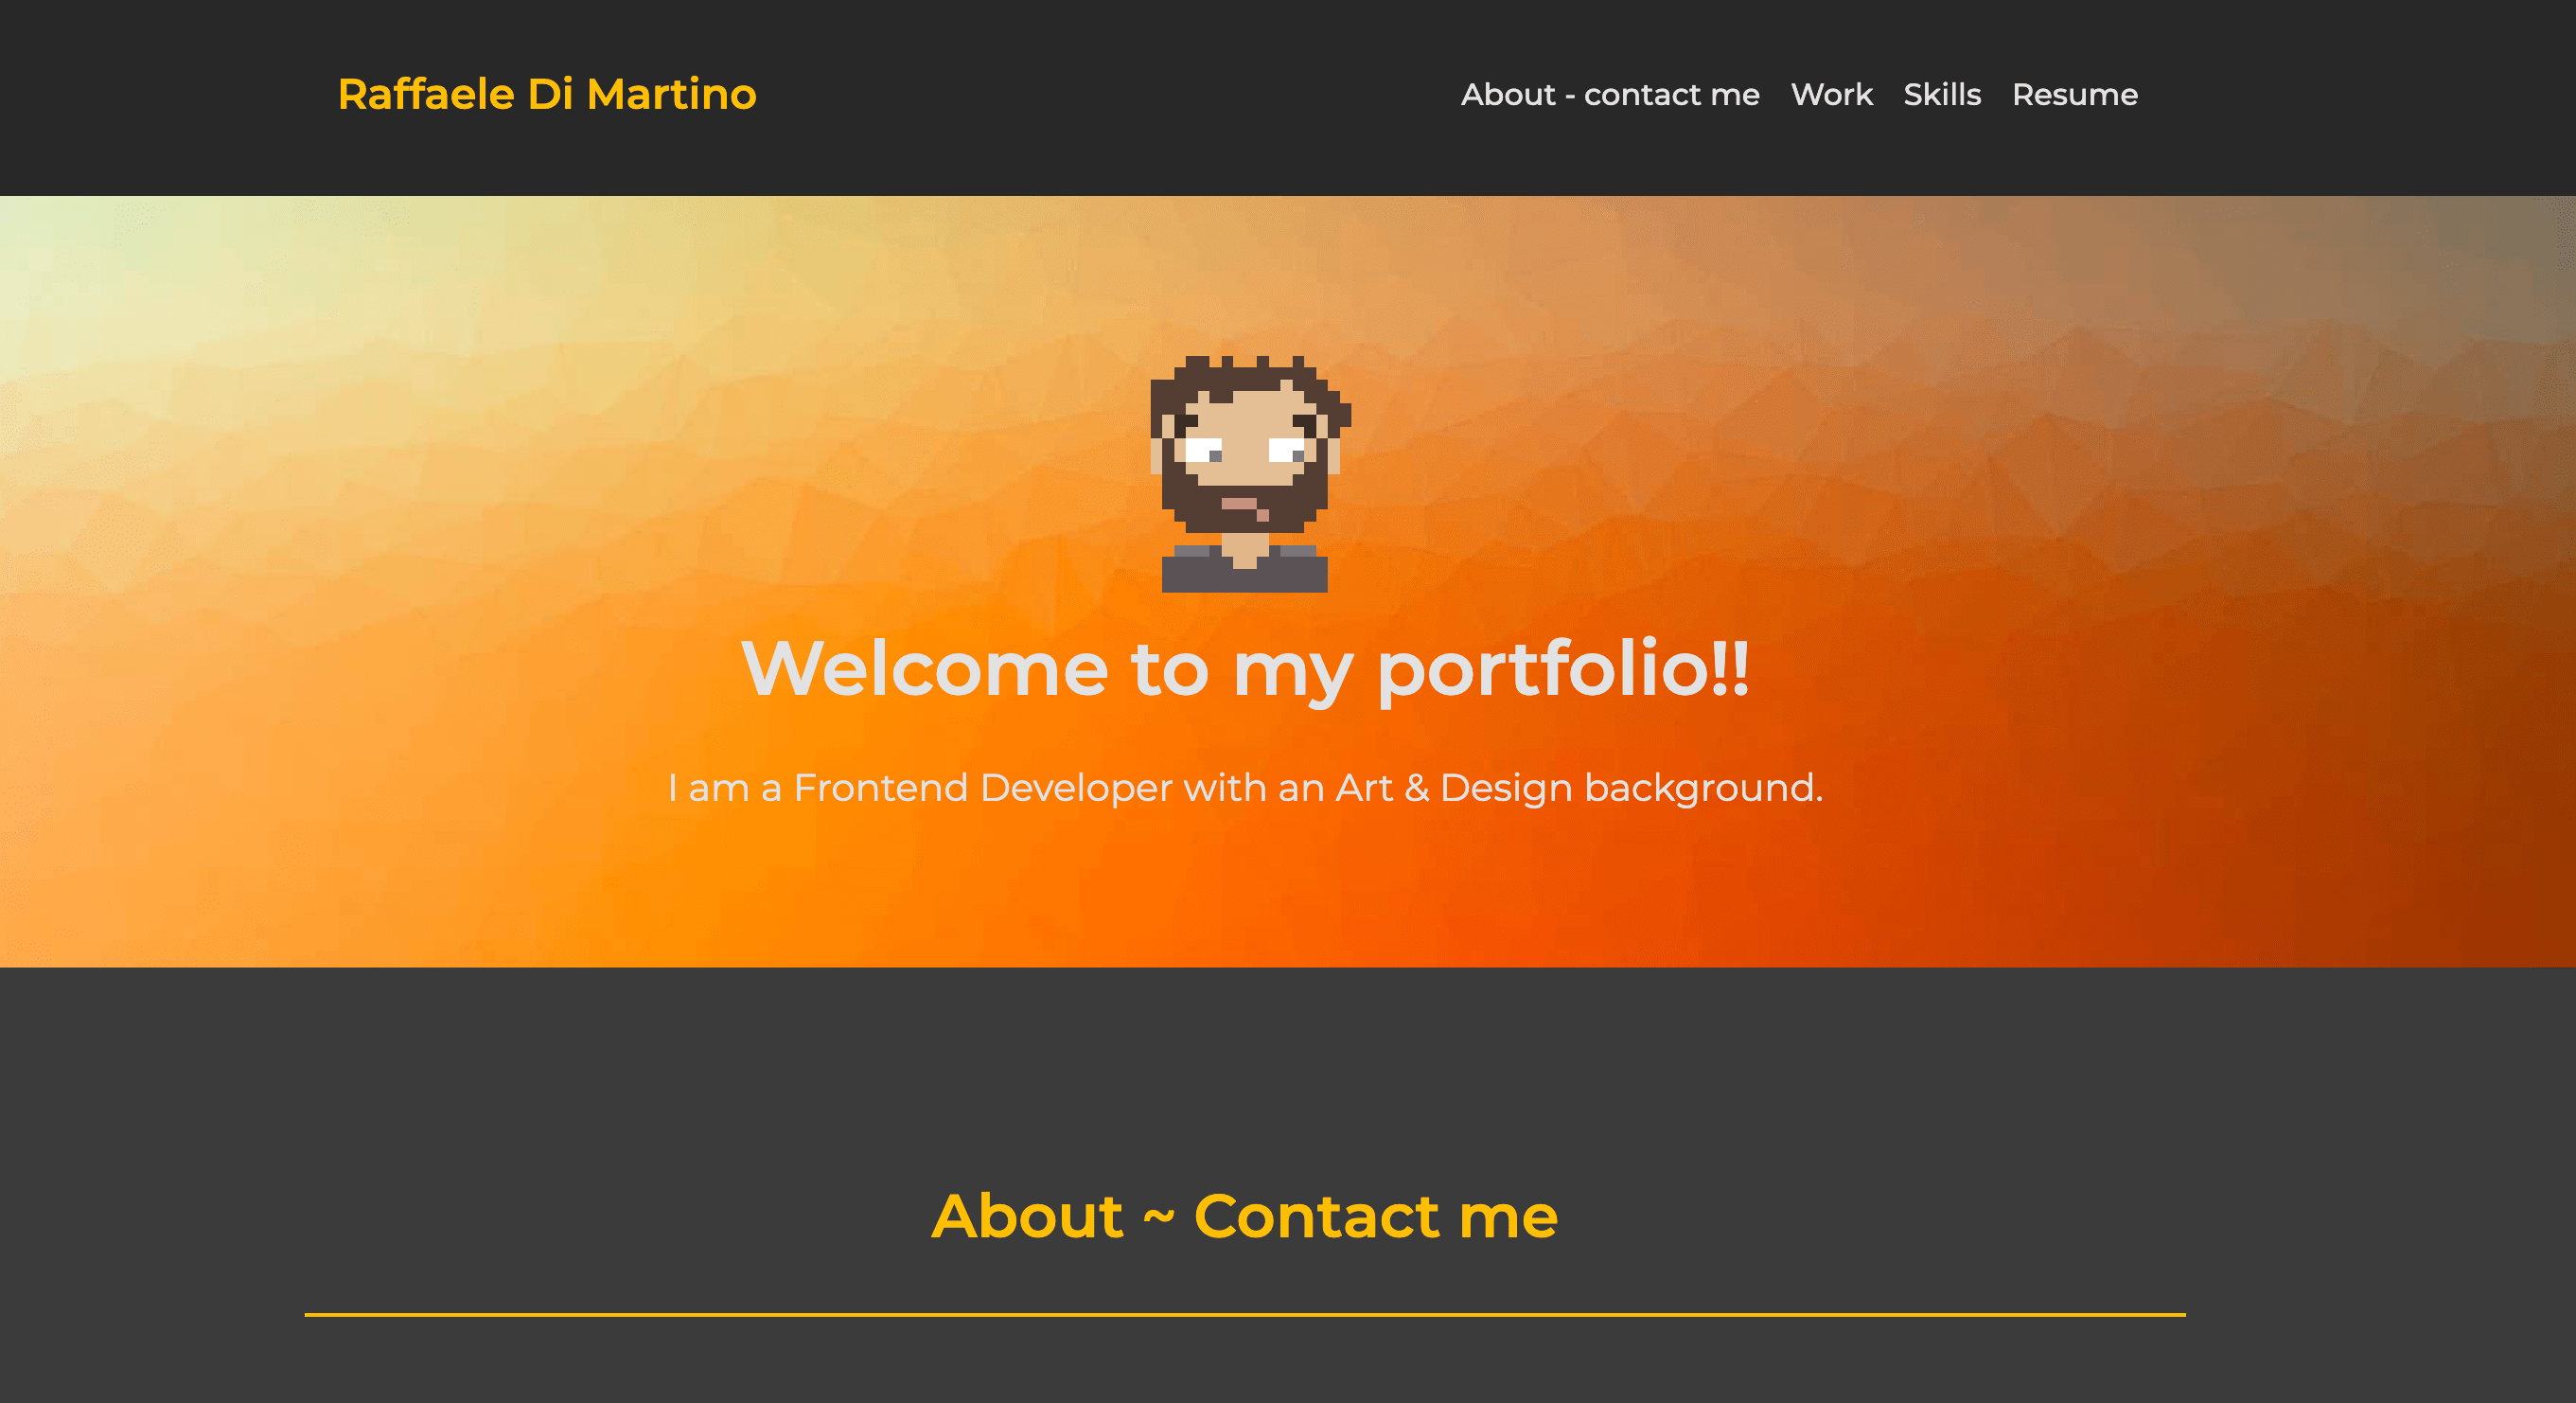 Raffaele Di Martino
About - contact me Work Skills Resume
Welcome to my portfolio!!
I am a Frontend Developer with an Art & Design background.
About ~ Contact me